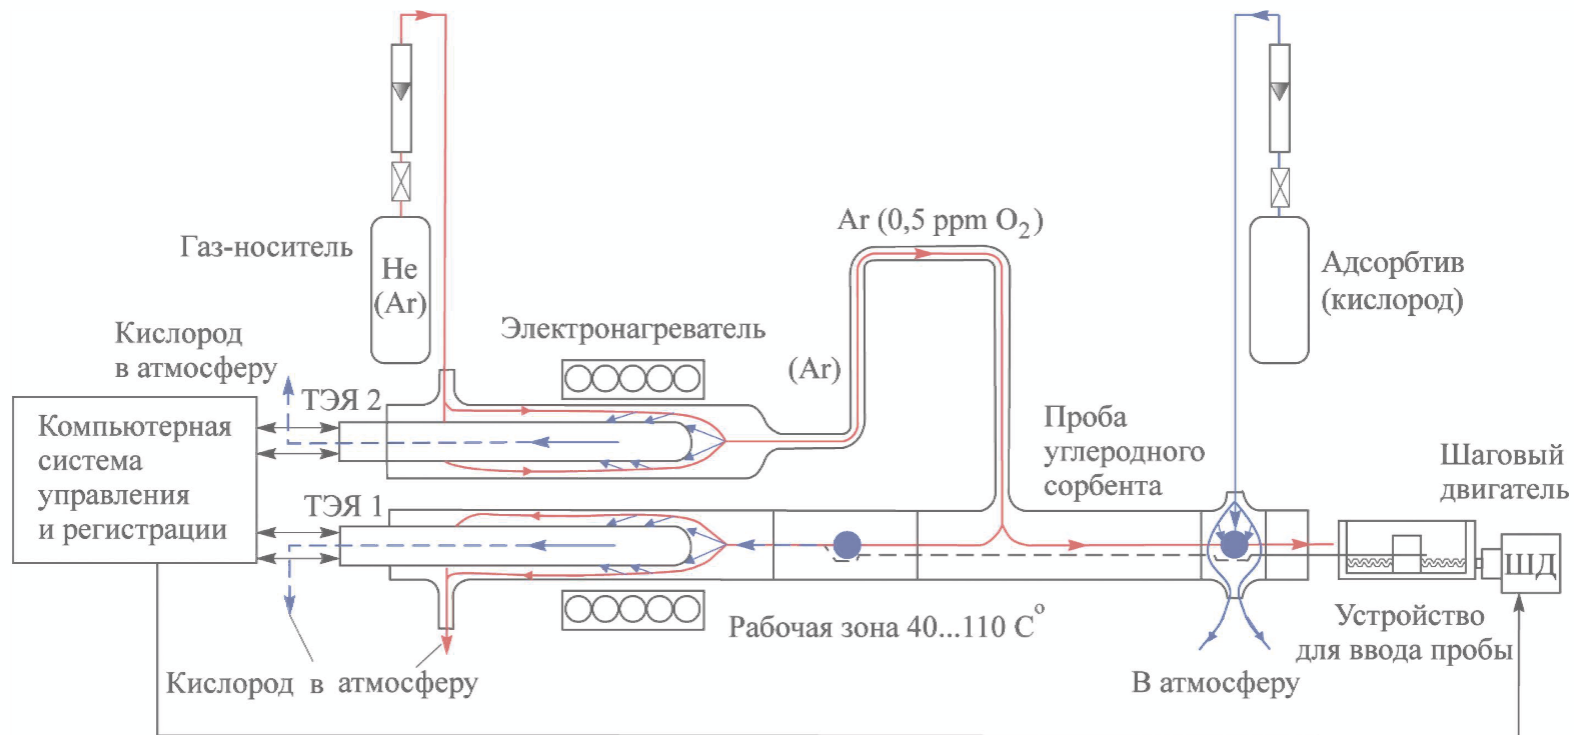 Газ-носитель
He
(Ar)
Ar (0,5 ppm O₂)
Адсорбтив
(кислород)
Кислород
в атмосферу
Электронагреватель
(Ar)
ТЭЯ 2
Компьютерная
система
управления
и регистрации
ТЭЯ 1
Проба
углеродного
сорбента
Шаговый
двигатель
ШД
Рабочая зона 40...110 C°
Устройство
для ввода пробы
Кислород в атмосферу
В атмосферу